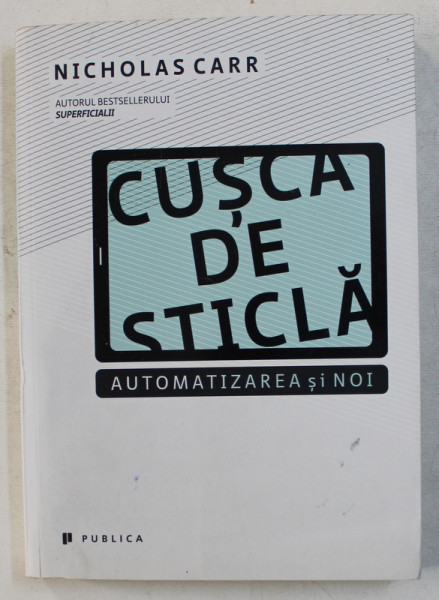 NICHOLAS CARR
AUTORUL BESTSELLERULUI
SUPERFICIALII
CUȘCA
DE
STICLĂ
AUTOMATIZAREA și NOI
PUBLICA